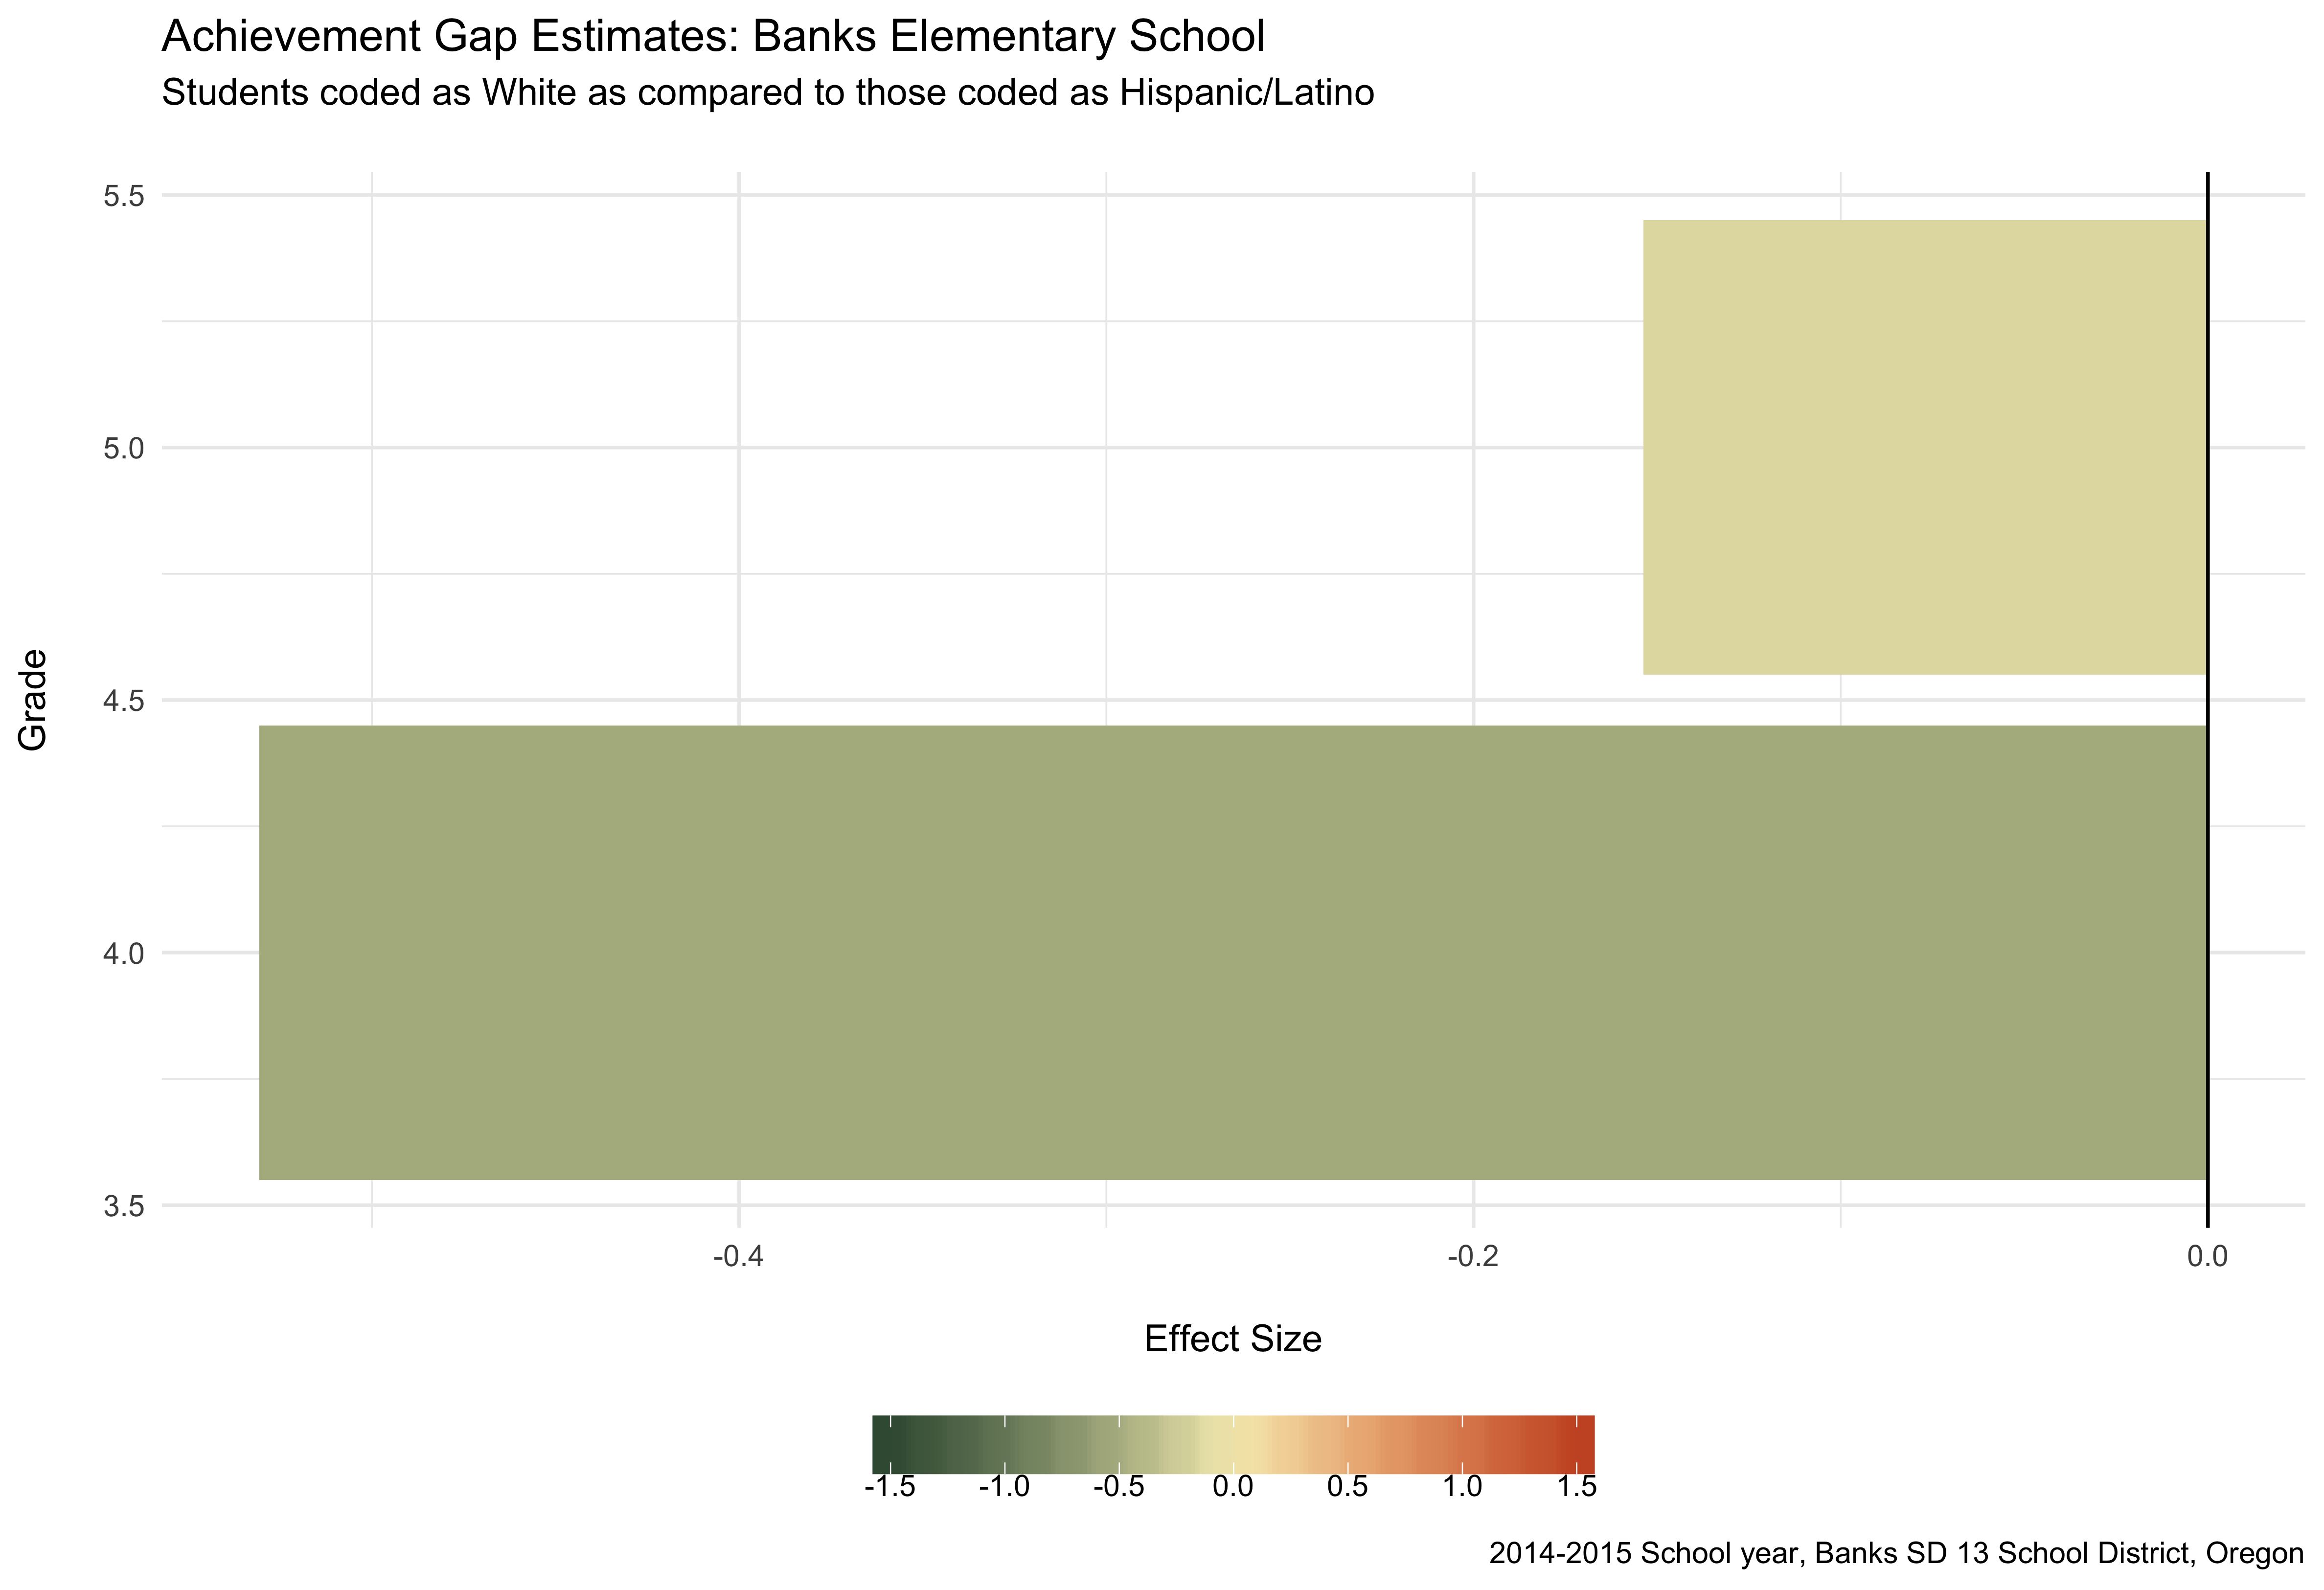 Achievement Gap Estimates: Banks Elementary School
Students coded as White as compared to those coded as Hispanic/Latino
5.5
5.0
4.5
4.0
3.5
Grade
-0.4 -0.2 0.0
Effect Size
-1.5 -1.0 -0.5 0.0 0.5 1.0 1.5
2014-2015 School year, Banks SD 13 School District, Oregon